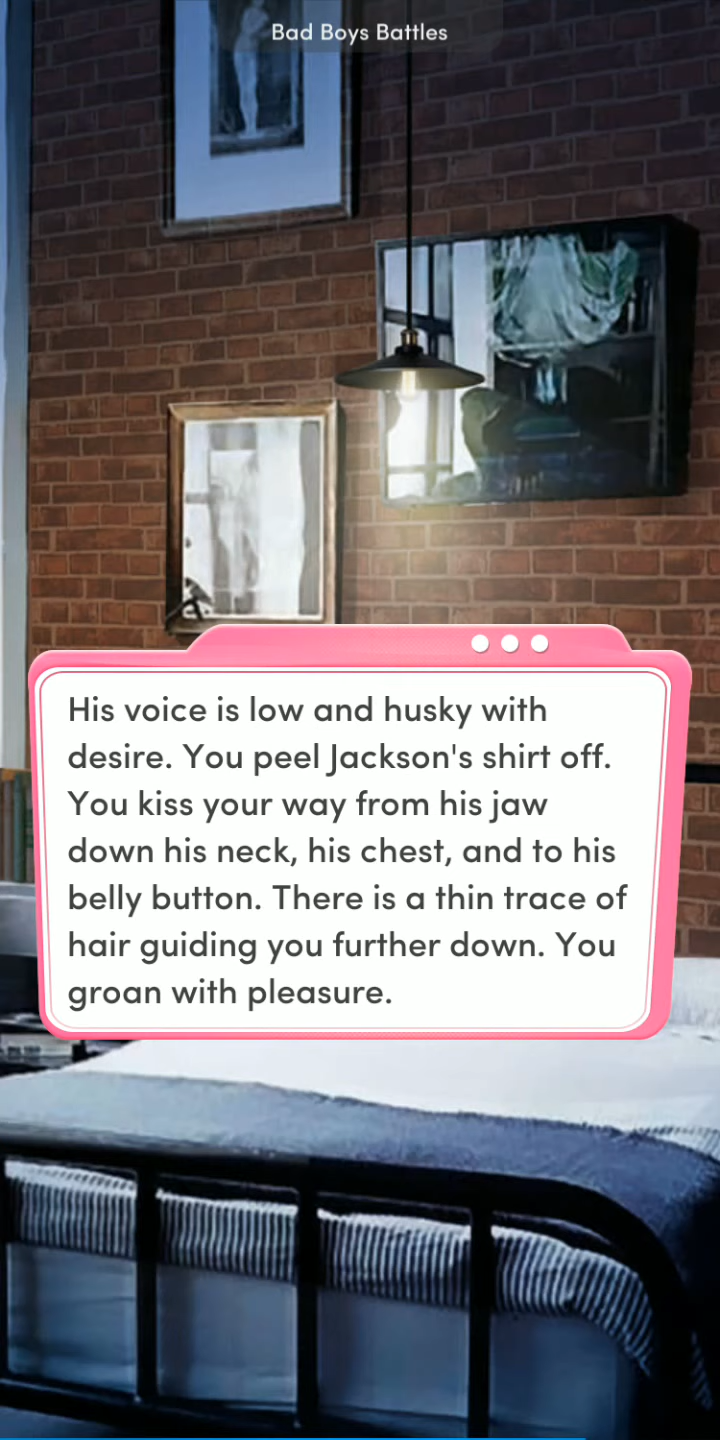 Bad Boys Battles
His voice is low and husky with
desire. You peel Jackson's shirt off.
You kiss your way from his jaw
down his neck, his chest, and to his
belly button. There is a thin trace of
hair guiding you further down. You
groan with pleasure.